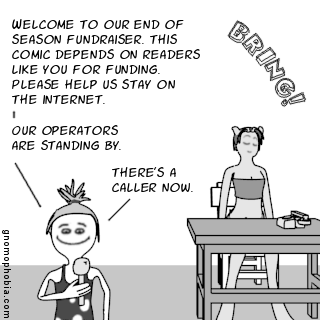 WELCOME TO OUR END OF
SEASON FUNDRAISER. THIS
COMIC DEPENDS ON READERS
LIKE YOU FOR FUNDING.
PLEASE HELP US STAY ON
THE INTERNET.
OUR OPERATORS
ARE STANDING BY.
BRING!
THERE'S A
CALLER NOW.
gnomophobia.com